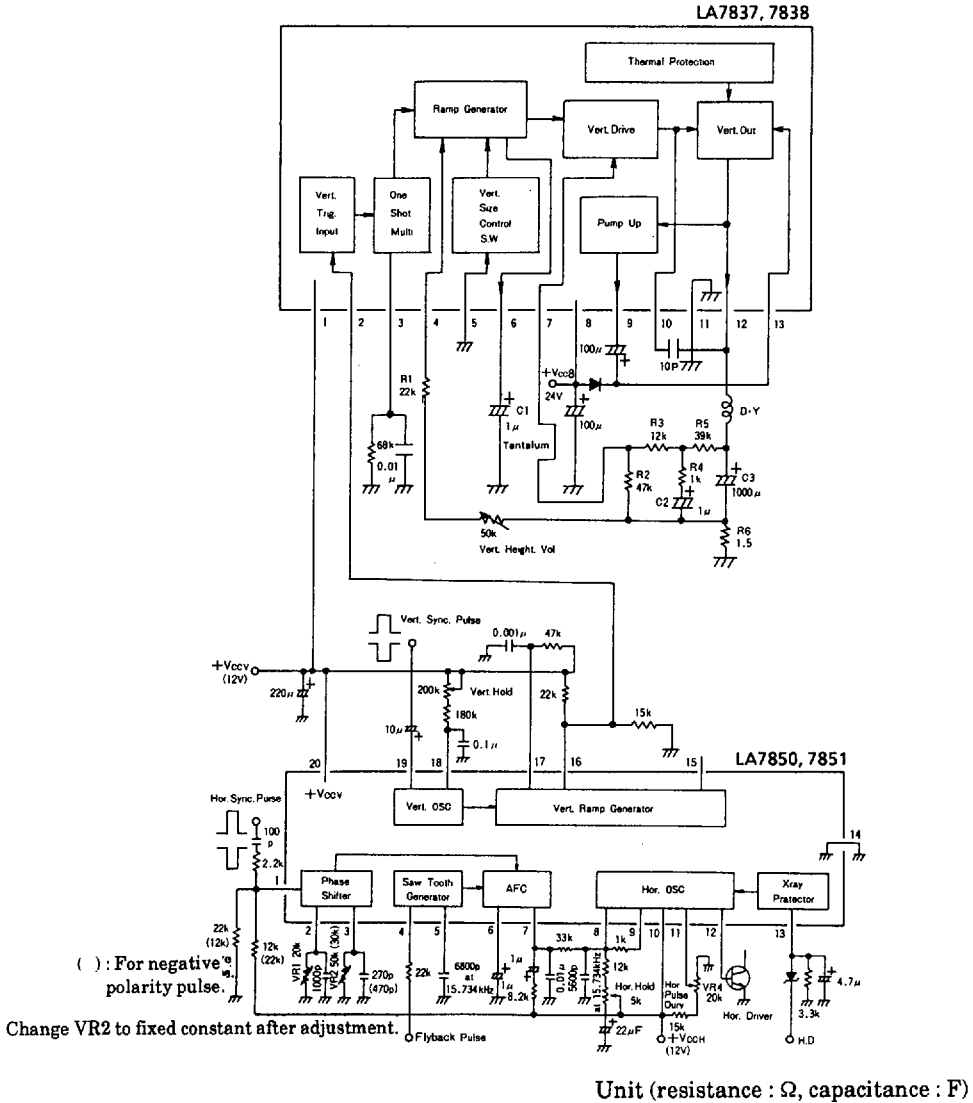 LA7837, 7838
Thermal Protection
Ramp Generator
Vert. Drive
Vert. Out
Vert.
Trig.
Input
One
Shot
Multi
Vert.
Size
Control
S.W
Pump Up
1 2 3 4 5 6 7 8 9 10 11 12 13
R1
22k
68k
0.01
μ
C1
1μ
Tantalum
+Vcc8
24V
100μ
100μ
10P
D·Y
R3
12k
R5
39k
R2
47k
R4
1k
C2
1μ
C3
1000μ
R6
1.5
50k
Vert. Height. Vol
Vert. Sync. Pulse
0.001μ
47k
+VCCV
(12V)
220μ
200k
Vert. Hold
180k
10μ
0.1μ
22k
15k
LA7850, 7851
20 19 18 17 16 15
+VCCV
Vert. OSC
Vert. Ramp Generator
14
Hor. Sync. Purse
100
p
2.2k
1
Phase
Shifter
Saw Tooth
Generator
AFC
Hor. OSC
Xray
Pratector
2 3 4 5 6 7 8 9 10 11 12 13
22k
(12k)
12k
(22k)
VR1 20k
1000p
VR2 50k (30k)
270p
(470p)
22k
6800p
at
15.734kHz
1μ
1μ
8.2k
33k
0.01μ
5600p
at 15.734kHz
1k
12k
Hor. Hold
5k
22μF
Hor
Pulse
Dury
VR4
20k
15k
+VCCH
(12V)
Hor. Driver
3.3k
4.7μ
H.D
Flyback Pulse
( ) : For negative
polarity pulse.
Change VR2 to fixed constant after adjustment.
Unit (resistance : Ω, capacitance : F)